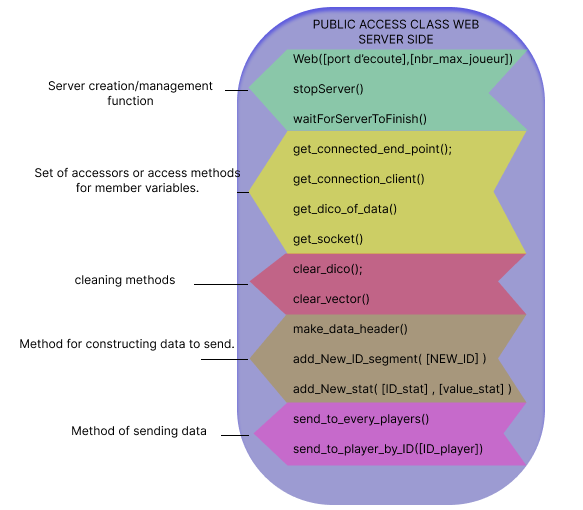 PUBLIC ACCESS CLASS WEB
SERVER SIDE
Web([port d'ecoute],[nbr_max_joueur])
stopServer()
waitForServerToFinish()
Server creation/management
function
get_connected_end_point();
get_connection_client()
get_dico_of_data()
get_socket()
Set of accessors or access methods
for member variables.
clear_dico();
clear_vector()
cleaning methods
make_data_header()
add_New_ID_segment( [NEW_ID] )
add_New_stat( [ID_stat] , [value_stat] )
Method for constructing data to send.
send_to_every_players()
send_to_player_by_ID([ID_player])
Method of sending data